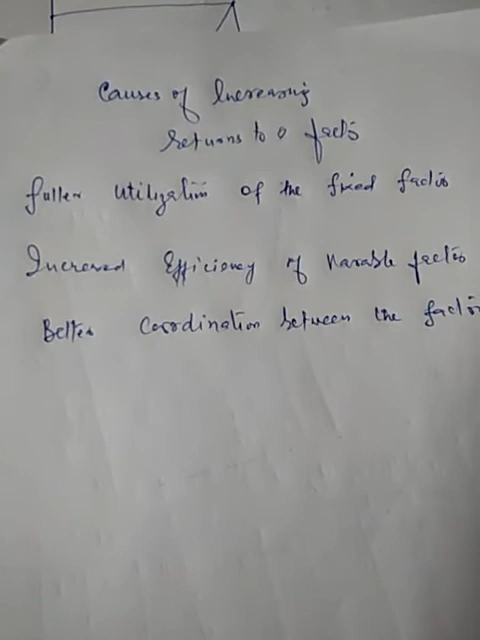 Causes of Increasing
returns to a factor
fuller utilization of the fixed factor
Increased Efficiency of Variable factor
Better Coordination between the factor